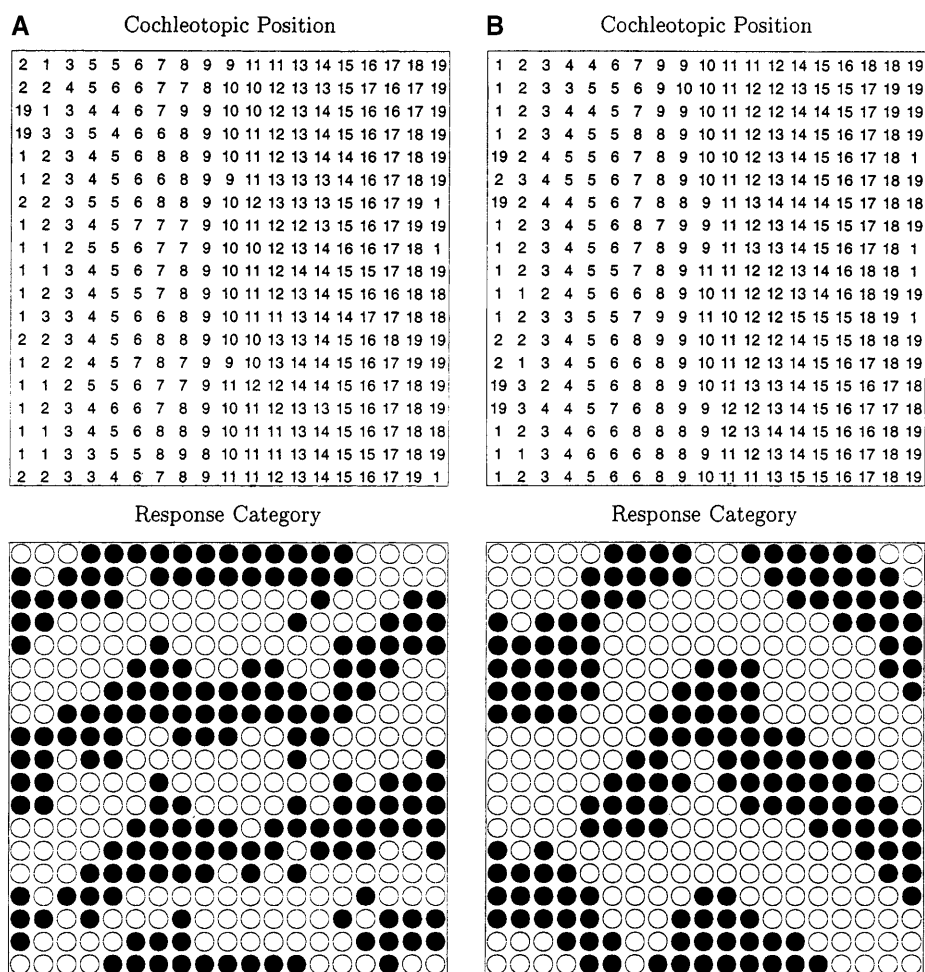 A Cochleotopic Position
2 1 3 5 5 6 7 8 9 9 11 11 13 14 15 16 17 18 19
2 2 4 5 6 6 7 7 8 10 10 12 13 13 15 17 16 17 19
19 1 3 4 4 6 7 9 9 10 10 12 13 14 15 16 16 17 19
19 3 3 5 4 6 6 8 9 10 11 12 13 14 15 16 17 18 19
1 2 3 4 5 6 8 8 9 10 11 12 13 14 14 16 17 18 19
1 2 3 4 5 6 6 8 9 9 11 13 13 13 14 16 17 18 19
2 2 3 5 5 6 8 8 9 10 12 13 13 13 15 16 17 19 1
1 2 3 4 5 7 7 7 9 10 11 12 12 13 15 16 17 19 19
1 1 2 5 5 6 7 7 9 10 10 12 13 14 16 16 17 18 1
1 1 3 4 5 6 7 8 9 10 11 12 14 14 15 15 17 18 19
1 2 3 4 5 5 7 8 9 10 11 12 13 14 15 16 16 18 18
1 3 3 4 5 6 6 8 9 10 11 11 13 14 14 17 17 18 18
2 2 3 4 5 6 8 8 9 10 11 12 13 14 15 16 18 19 19
1 2 2 4 5 7 8 7 9 9 10 13 14 14 15 16 17 18 19
1 1 2 5 5 6 7 7 9 11 12 12 14 14 15 16 17 18 19
1 2 3 4 6 6 7 8 9 10 11 12 13 13 15 16 17 18 19
1 1 3 4 5 6 8 8 8 10 11 11 13 14 15 16 17 18 18
1 1 3 3 5 5 8 9 8 10 11 11 13 14 15 16 17 18 19
2 2 3 3 4 6 7 8 9 11 11 12 13 14 15 16 17 19 1
Response Category
B Cochleotopic Position
1 2 3 4 4 6 7 9 9 10 11 11 12 14 15 16 18 18 19
1 2 3 3 5 5 6 9 10 10 11 12 13 14 15 15 17 18 19
1 2 3 4 4 5 7 9 9 10 11 12 13 14 14 15 17 18 19
1 2 3 4 5 5 8 8 9 10 11 12 13 14 15 15 17 18 19
19 2 4 5 5 6 7 8 9 10 10 12 13 14 15 16 17 18 1
2 3 4 5 5 6 7 8 9 10 11 12 13 14 15 15 17 18 19
19 2 4 4 5 6 7 8 8 9 11 13 14 14 14 15 17 18 18
1 2 3 4 5 6 8 7 9 9 11 12 13 14 15 15 17 18 19
1 2 3 4 5 6 7 8 9 9 11 13 13 14 15 16 17 18 1
1 2 3 4 5 5 7 8 9 11 11 12 12 13 14 16 18 18 1
1 1 2 4 5 6 6 8 9 10 11 12 12 13 14 16 18 19 19
1 2 3 3 5 5 7 9 9 11 10 12 12 15 15 15 18 19 1
2 2 3 4 5 6 6 8 9 10 11 12 13 14 15 16 18 18 19
2 1 3 4 5 6 6 8 9 10 11 12 13 14 15 16 17 18 19
19 3 2 4 5 6 8 8 9 10 11 13 13 14 15 15 16 17 18
19 3 4 4 5 7 6 8 9 9 12 12 13 14 15 16 17 17 18
1 2 3 4 6 6 8 8 8 9 12 13 14 14 15 16 16 18 19
1 1 3 4 6 6 6 8 8 9 11 12 13 14 15 16 17 18 19
1 2 3 4 5 6 6 8 9 10 11 11 13 14 15 16 17 18 19
Response Category